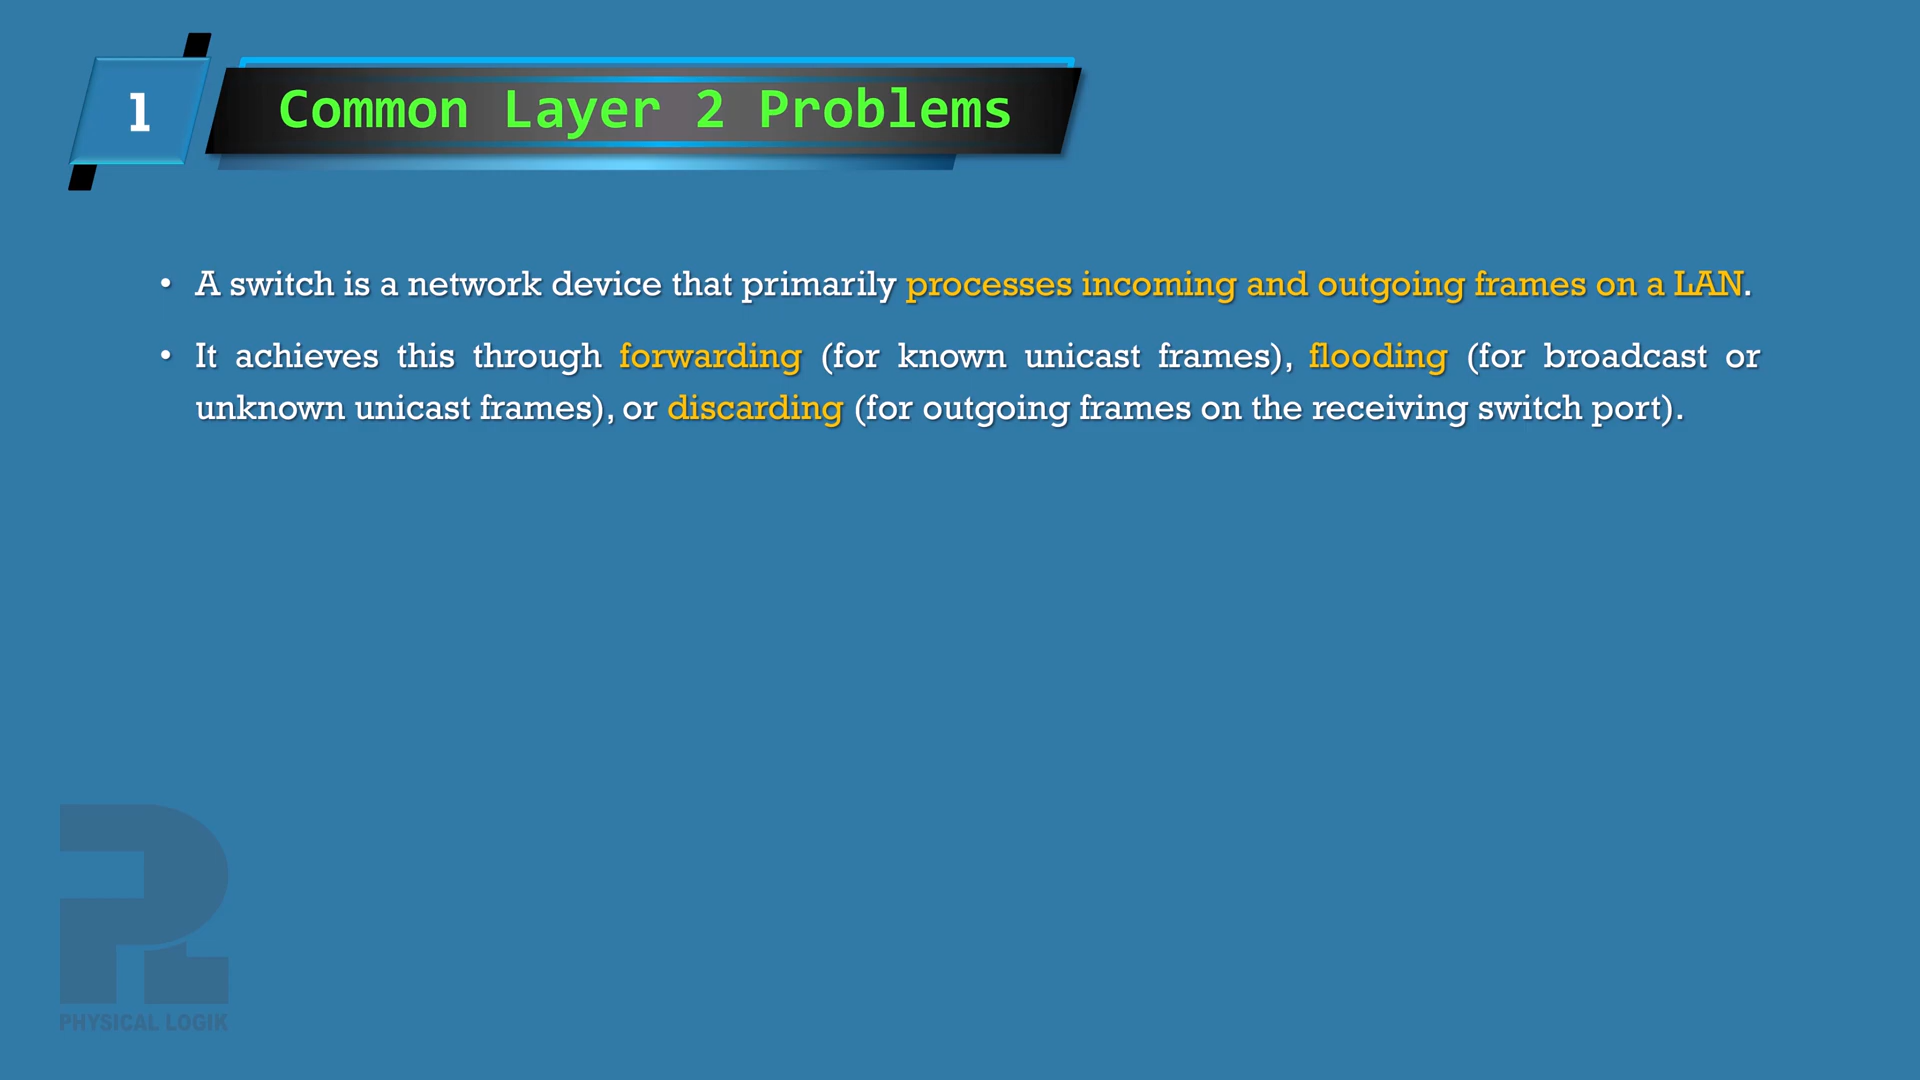 1
Common Layer 2 Problems
• A switch is a network device that primarily processes incoming and outgoing frames on a LAN.
• It achieves this through forwarding (for known unicast frames), flooding (for broadcast or
unknown unicast frames), or discarding (for outgoing frames on the receiving switch port).
PHYSICAL LOGIK